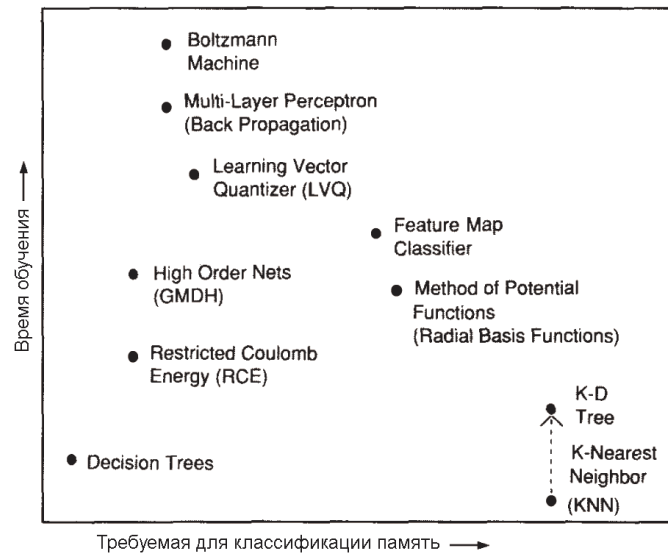 Boltzmann
Machine
Multi-Layer Perceptron
(Back Propagation)
Learning Vector
Quantizer (LVQ)
Feature Map
Classifier
High Order Nets
(GMDH)
Method of Potential
Functions
(Radial Basis Functions)
Restricted Coulomb
Energy (RCE)
K-D
Tree
K-Nearest
Neighbor
(KNN)
Decision Trees
Время обучения
Требуемая для классификации память